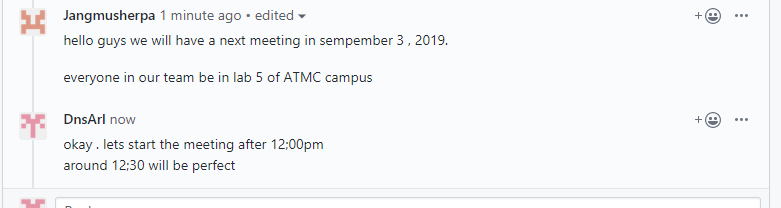 Jangmusherpa 1 minute ago • edited
hello guys we will have a next meeting in sempember 3 , 2019.
everyone in our team be in lab 5 of ATMC campus
DnsArl now
okay . lets start the meeting after 12;00pm
around 12;30 will be perfect